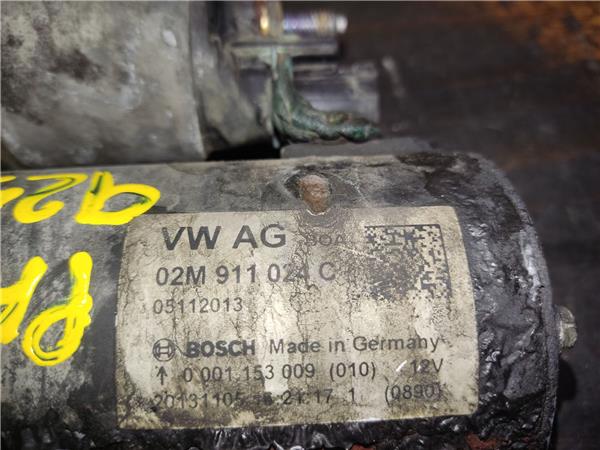 VW AG BOA
02M 911 024 C
05112013
BOSCH Made in Germany
0 001 153 009 (010) 12V
20131105 21 17 1 (0890)